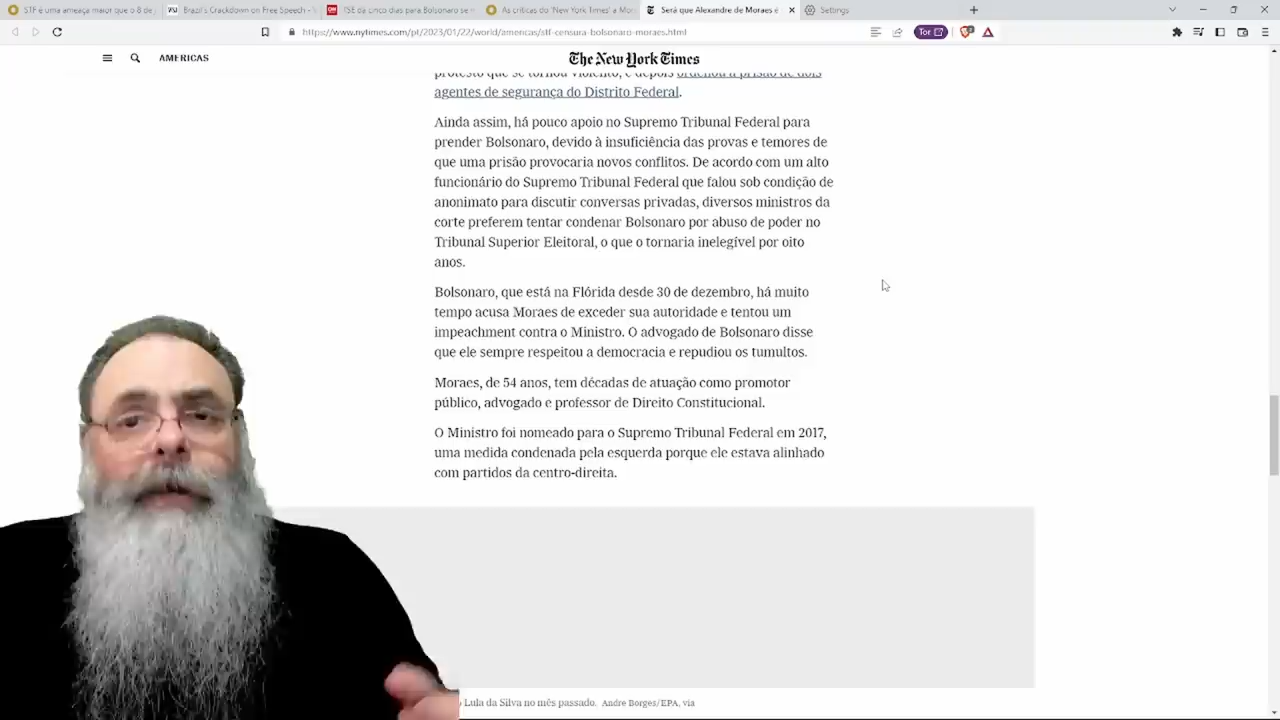 STF é uma ameaça maior que o 8 de j
Brazil's Crackdown on Free Speech -
TSE dá cinco dias para Bolsonaro se
As críticas do 'New York Times' a Mora
Será que Alexandre de Moraes é
Settings
https://www.nytimes.com/pt/2023/01/22/world/americas/stf-censura-bolsonaro-moraes.html
Tor
AMERICAS
The New York Times
protesto que se tornou violento, e depois ordenou a prisão de dois
agentes de segurança do Distrito Federal.
Ainda assim, há pouco apoio no Supremo Tribunal Federal para
prender Bolsonaro, devido à insuficiência das provas e temores de
que uma prisão provocaria novos conflitos. De acordo com um alto
funcionário do Supremo Tribunal Federal que falou sob condição de
anonimato para discutir conversas privadas, diversos ministros da
corte preferem tentar condenar Bolsonaro por abuso de poder no
Tribunal Superior Eleitoral, o que o tornaria inelegível por oito
anos.
Bolsonaro, que está na Flórida desde 30 de dezembro, há muito
tempo acusa Moraes de exceder sua autoridade e tentou um
impeachment contra o Ministro. O advogado de Bolsonaro disse
que ele sempre respeitou a democracia e repudiou os tumultos.
Moraes, de 54 anos, tem décadas de atuação como promotor
público, advogado e professor de Direito Constitucional.
O Ministro foi nomeado para o Supremo Tribunal Federal em 2017,
uma medida condenada pela esquerda porque ele estava alinhado
com partidos da centro-direita.
Lula da Silva no mês passado. Andre Borges/EPA, via